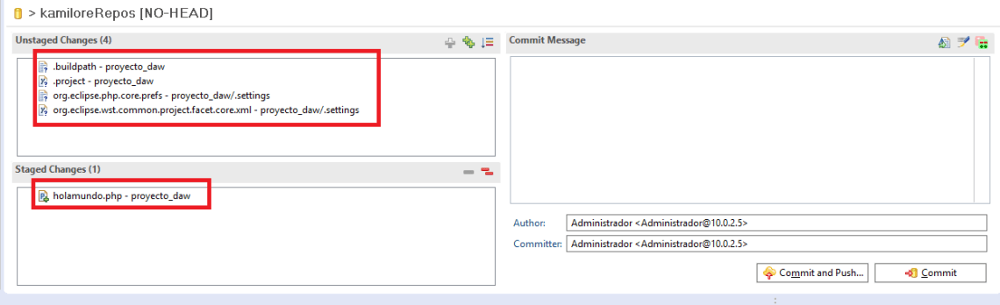 > kamiloreRepos [NO-HEAD]
Unstaged Changes (4)
.buildpath - proyecto_daw
.project - proyecto_daw
org.eclipse.php.core.prefs - proyecto_daw/.settings
org.eclipse.wst.common.project.facet.core.xml - proyecto_daw/.settings
Staged Changes (1)
holamundo.php - proyecto_daw
Commit Message
Author:
Administrador <Administrador@10.0.2.5>
Committer:
Administrador <Administrador@10.0.2.5>
Commit and Push...
Commit